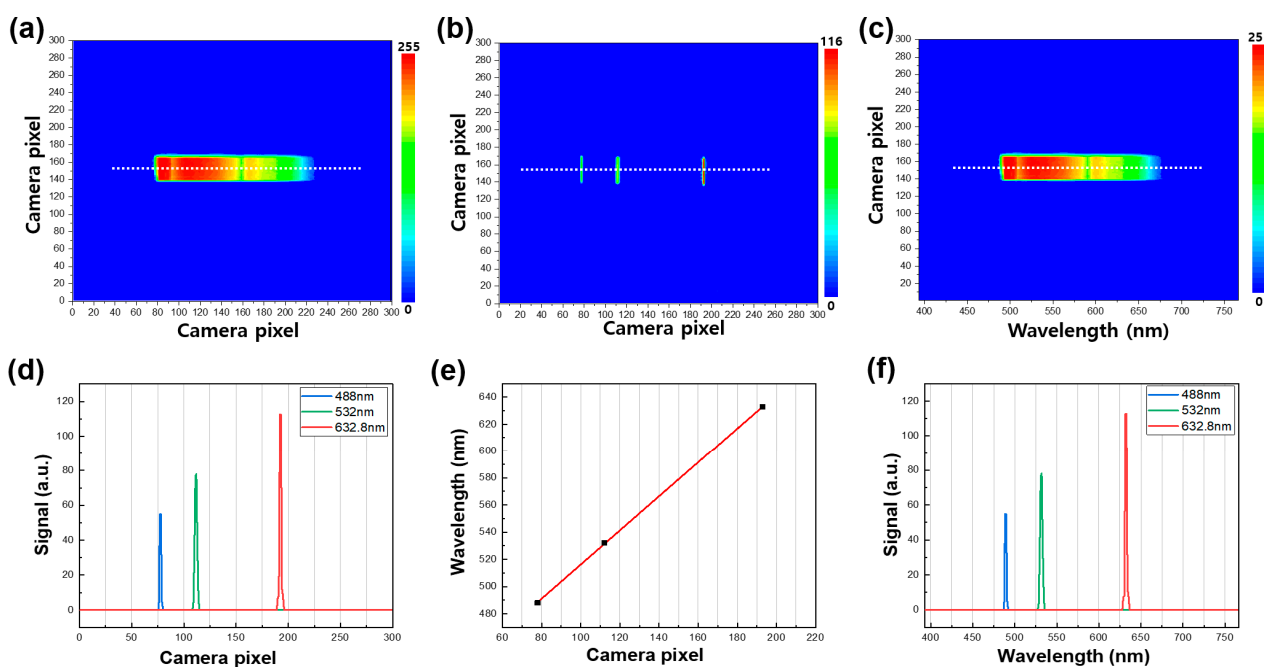 (a)
255
300
280
260
240
220
200
180
160
140
120
100
80
60
40
20
0
0 20 40 60 80 100 120 140 160 180 200 220 240 260 280 300
0
Camera pixel
Camera pixel
(b)
116
300
280
260
240
220
200
180
160
140
120
100
80
60
40
20
0
0 20 40 60 80 100 120 140 160 180 200 220 240 260 280 300
0
Camera pixel
Camera pixel
(c)
25
300
280
260
240
220
200
180
160
140
120
100
80
60
40
20
400 450 500 550 600 650 700 750
0
Camera pixel
Wavelength (nm)
(d)
488nm
532nm
632.8nm
120
100
80
60
40
20
0
0 50 100 150 200 250 300
Signal (a.u.)
Camera pixel
(e)
640
620
600
580
560
540
520
500
480
60 80 100 120 140 160 180 200 220
Wavelength (nm)
Camera pixel
(f)
488nm
532nm
632.8nm
120
100
80
60
40
20
0
400 450 500 550 600 650 700 750
Signal (a.u.)
Wavelength (nm)